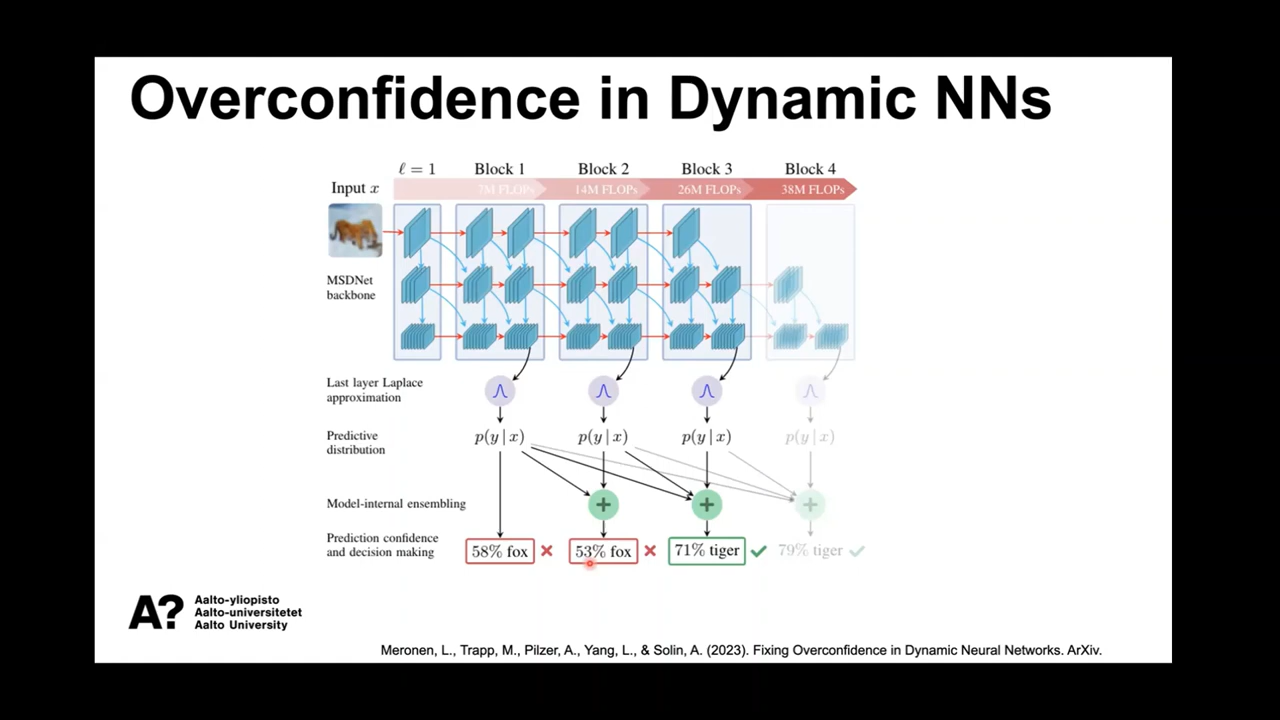 Overconfidence in Dynamic NNs
ℓ = 1 Block 1 Block 2 Block 3 Block 4
Input x 7M FLOPs 14M FLOPs 26M FLOPs 38M FLOPs
MSDNet
backbone
Last layer Laplace
approximation
Predictive
distribution
p(y | x) p(y | x) p(y | x) p(y | x)
Model-internal ensembling + + +
Prediction confidence
and decision making
58% fox ✗ 53% fox ✗ 71% tiger ✓ 79% tiger ✓
A?
Aalto-yliopisto
Aalto-universitetet
Aalto University
Meronen, L., Trapp, M., Pilzer, A., Yang, L., & Solin, A. (2023). Fixing Overconfidence in Dynamic Neural Networks. ArXiv.